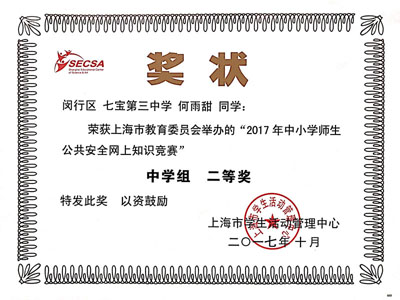 SECSA
奖状
闵行区 七宝第三中学 何雨甜 同学：
荣获上海市教育委员会举办的“2017 年中小学师生
公共安全网上知识竞赛”
中学组 二等奖
特发此奖 以资鼓励
上海市学生活动管理中心
二〇一七年十月